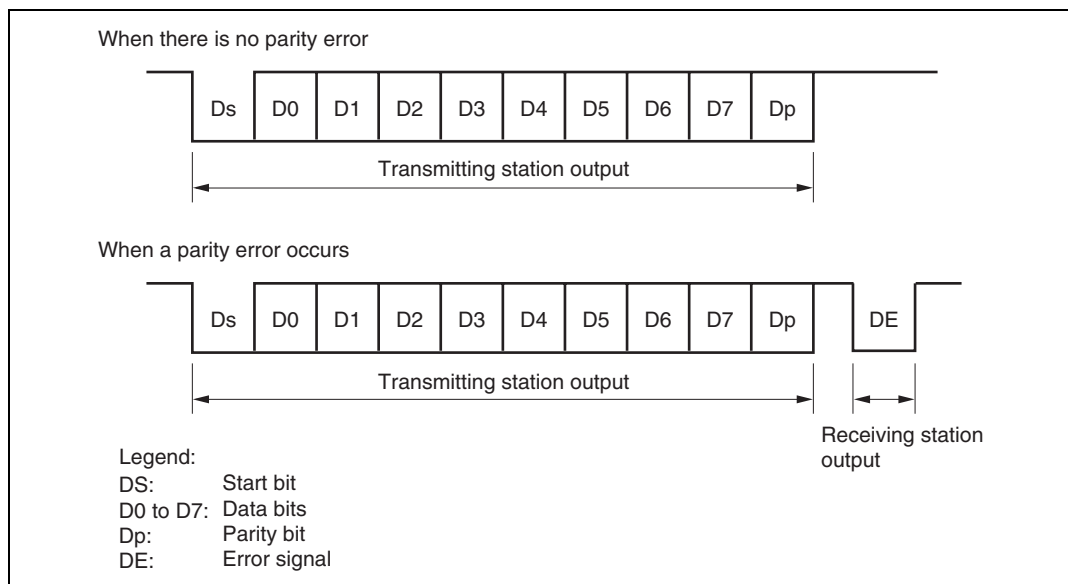 When there is no parity error
Ds D0 D1 D2 D3 D4 D5 D6 D7 Dp
Transmitting station output
When a parity error occurs
Ds D0 D1 D2 D3 D4 D5 D6 D7 Dp DE
Transmitting station output
Receiving station
output
Legend:
DS: Start bit
D0 to D7: Data bits
Dp: Parity bit
DE: Error signal